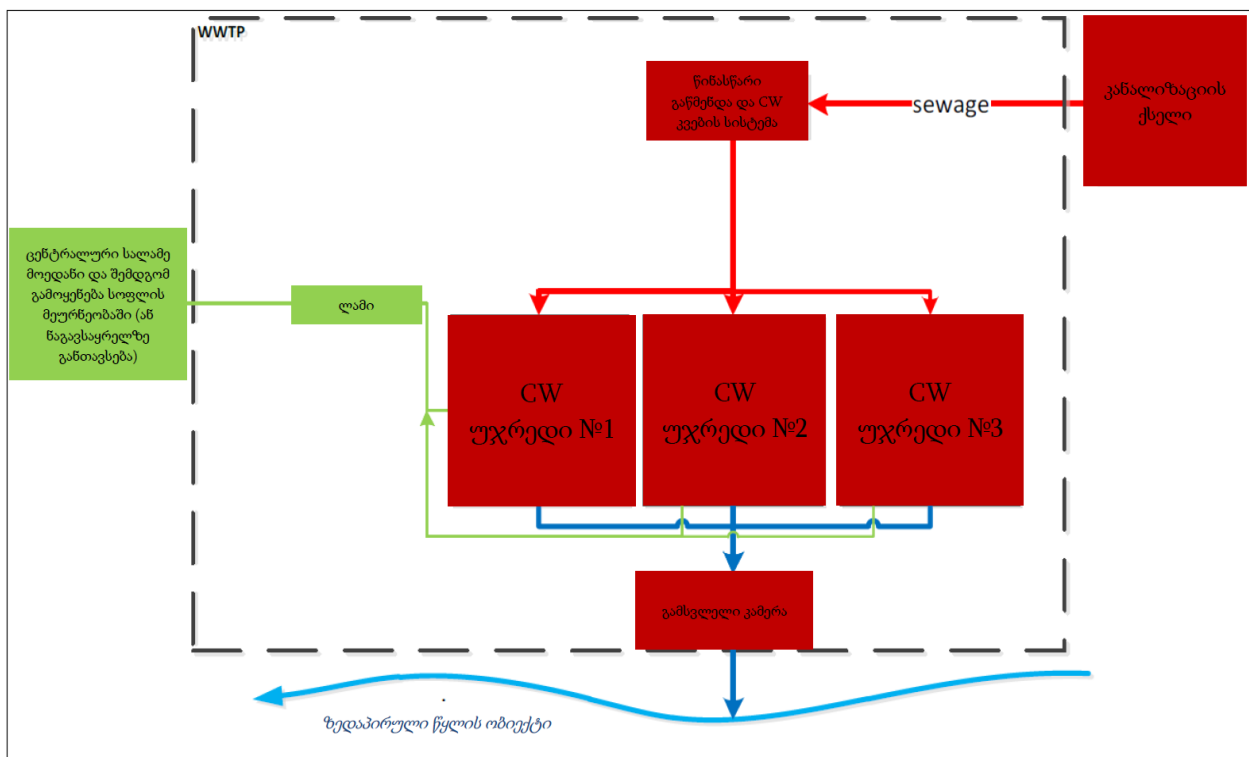 WWTP
წინასწარი
გაწმენდა და CW
კვების სისტემა
sewage
კანალიზაციის
ქსელი
ცენტრალური სალამე
მოედანი და შემდგომ
გამოყენება სოფლის
მეურნეობაში (ან
ნაგავსაყრელზე
განთავსება)
ლამი
CW
უჯრედი №1
CW
უჯრედი №2
CW
უჯრედი №3
გამსვლელი კამერა
ზედაპირული წყლის ობიექტი